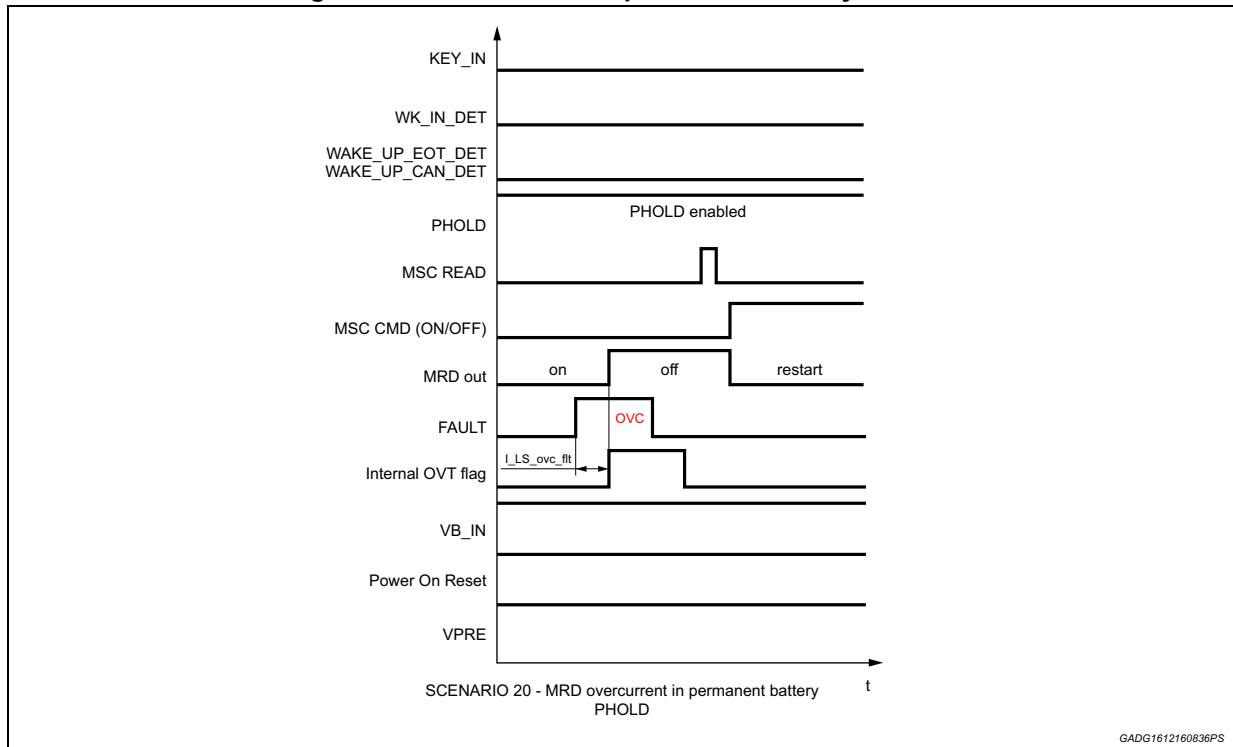 KEY_IN
WK_IN_DET
WAKE_UP_EOT_DET
WAKE_UP_CAN_DET
PHOLD enabled
PHOLD
MSC READ
MSC CMD (ON/OFF)
on
off
restart
MRD out
OVC
FAULT
I_LS_ovc_flt
Internal OVT flag
VB_IN
Power On Reset
VPRE
t
SCENARIO 20 - MRD overcurrent in permanent battery
PHOLD
GADG1612160836PS